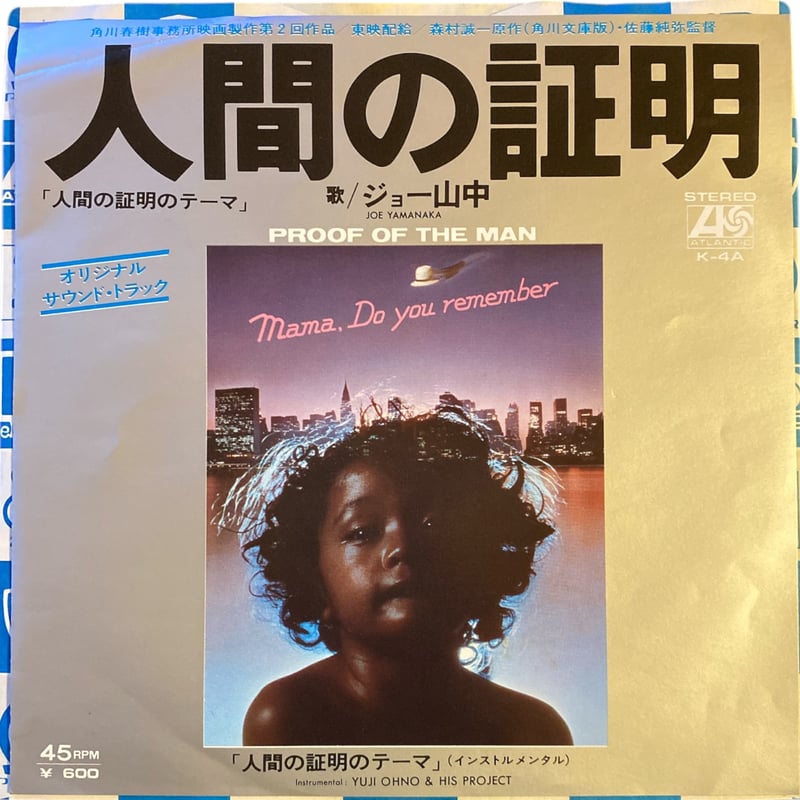 角川春樹事務所映画製作第2回作品／東映配給／森村誠一原作(角川文庫版)・佐藤純弥監督
人間の証明
「人間の証明のテーマ」
歌／ジョー山中
JOE YAMANAKA
PROOF OF THE MAN
STEREO
ATLANTIC
K-4A
オリジナル
サウンド・トラック
Mama, Do you remember
45RPM
¥ 600
「人間の証明のテーマ」(インストルメンタル)
Instrumental: YUJI OHNO & HIS PROJECT